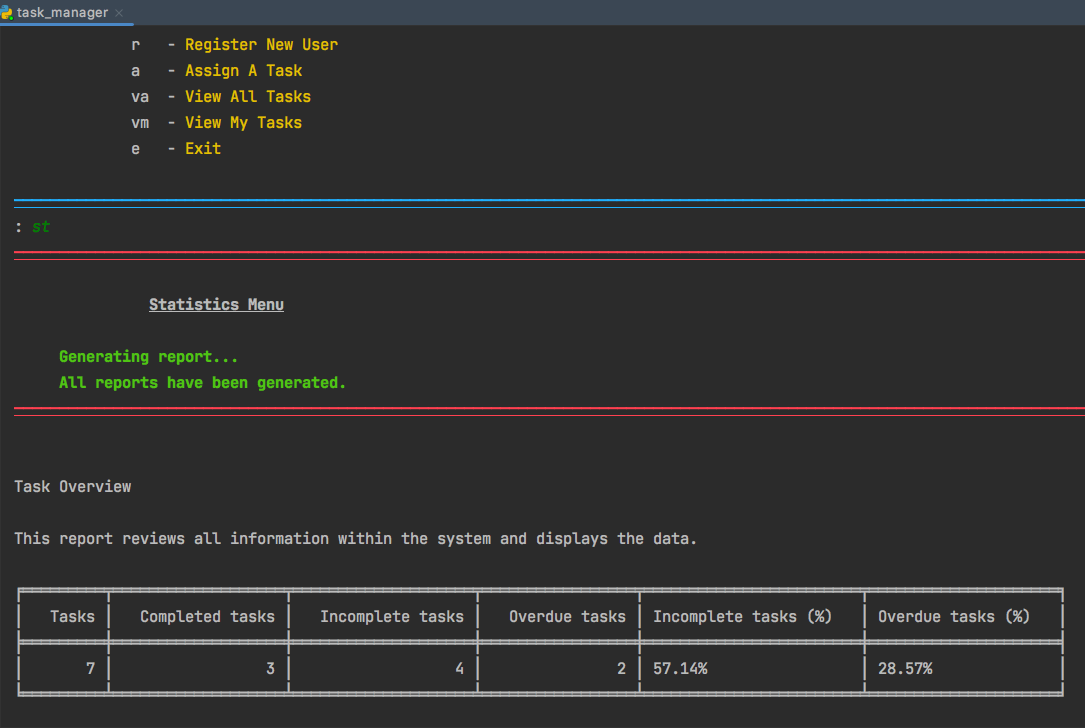 task_manager ×
r - Register New User
a - Assign A Task
va - View All Tasks
vm - View My Tasks
e - Exit
: st
Statistics Menu
Generating report...
All reports have been generated.
Task Overview
This report reviews all information within the system and displays the data.
Tasks Completed tasks Incomplete tasks Overdue tasks Incomplete tasks (%) Overdue tasks (%)
7 3 4 2 57.14% 28.57%